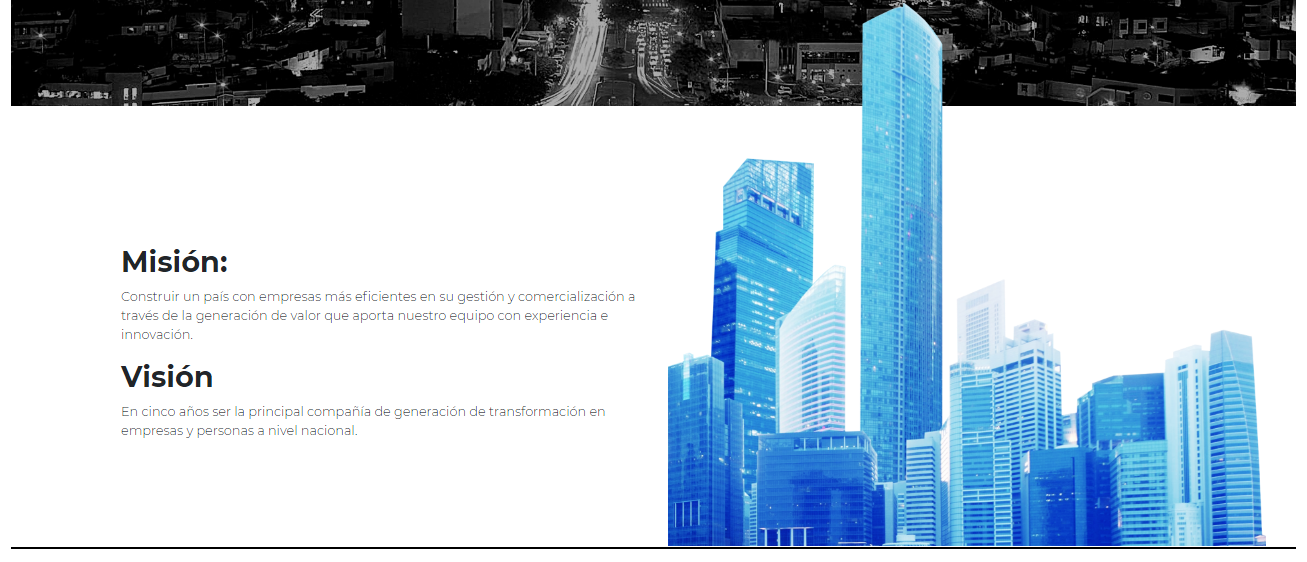 Misión:
Construir un país con empresas más eficientes en su gestión y comercialización a
través de la generación de valor que aporta nuestro equipo con experiencia e
innovación.
Visión
En cinco años ser la principal compañía de generación de transformación en
empresas y personas a nivel nacional.